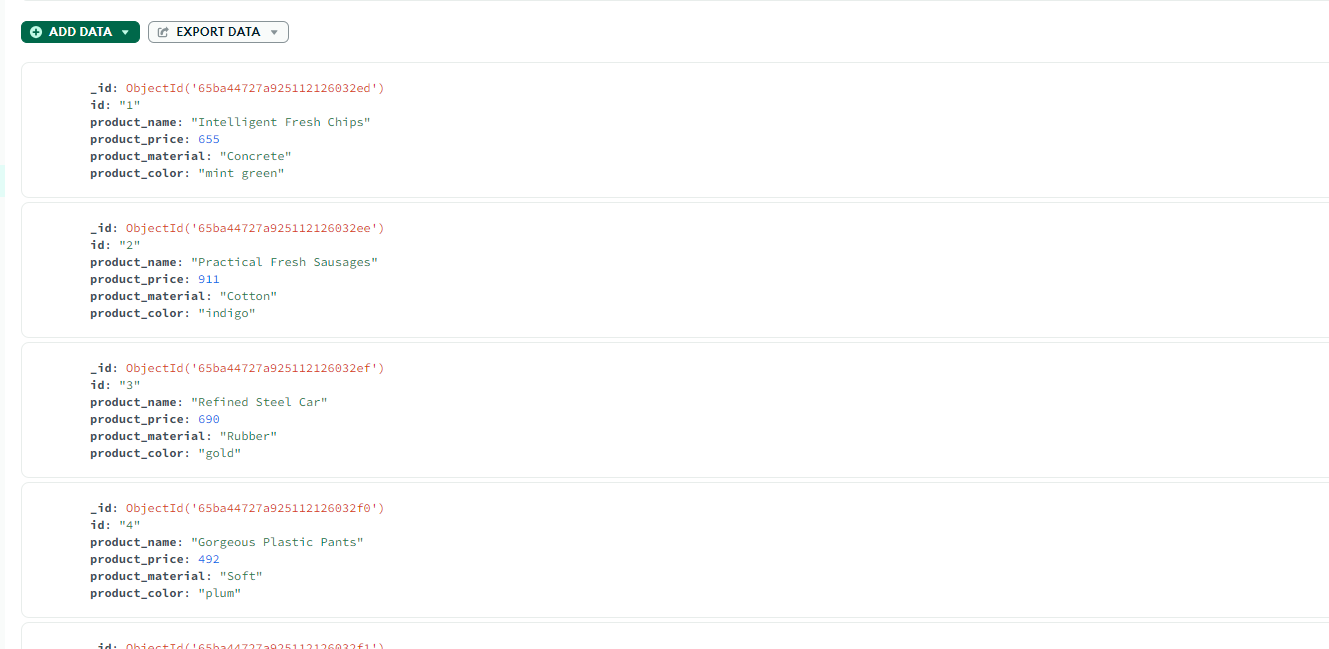 ADD DATA
EXPORT DATA
_id: ObjectId('65ba44727a925112126032ed')
id: "1"
product_name: "Intelligent Fresh Chips"
product_price: 655
product_material: "Concrete"
product_color: "mint green"
_id: ObjectId('65ba44727a925112126032ee')
id: "2"
product_name: "Practical Fresh Sausages"
product_price: 911
product_material: "Cotton"
product_color: "indigo"
_id: ObjectId('65ba44727a925112126032ef')
id: "3"
product_name: "Refined Steel Car"
product_price: 690
product_material: "Rubber"
product_color: "gold"
_id: ObjectId('65ba44727a925112126032f0')
id: "4"
product_name: "Gorgeous Plastic Pants"
product_price: 492
product_material: "Soft"
product_color: "plum"
_id: ObjectId('65ba44727a925112126032f1')